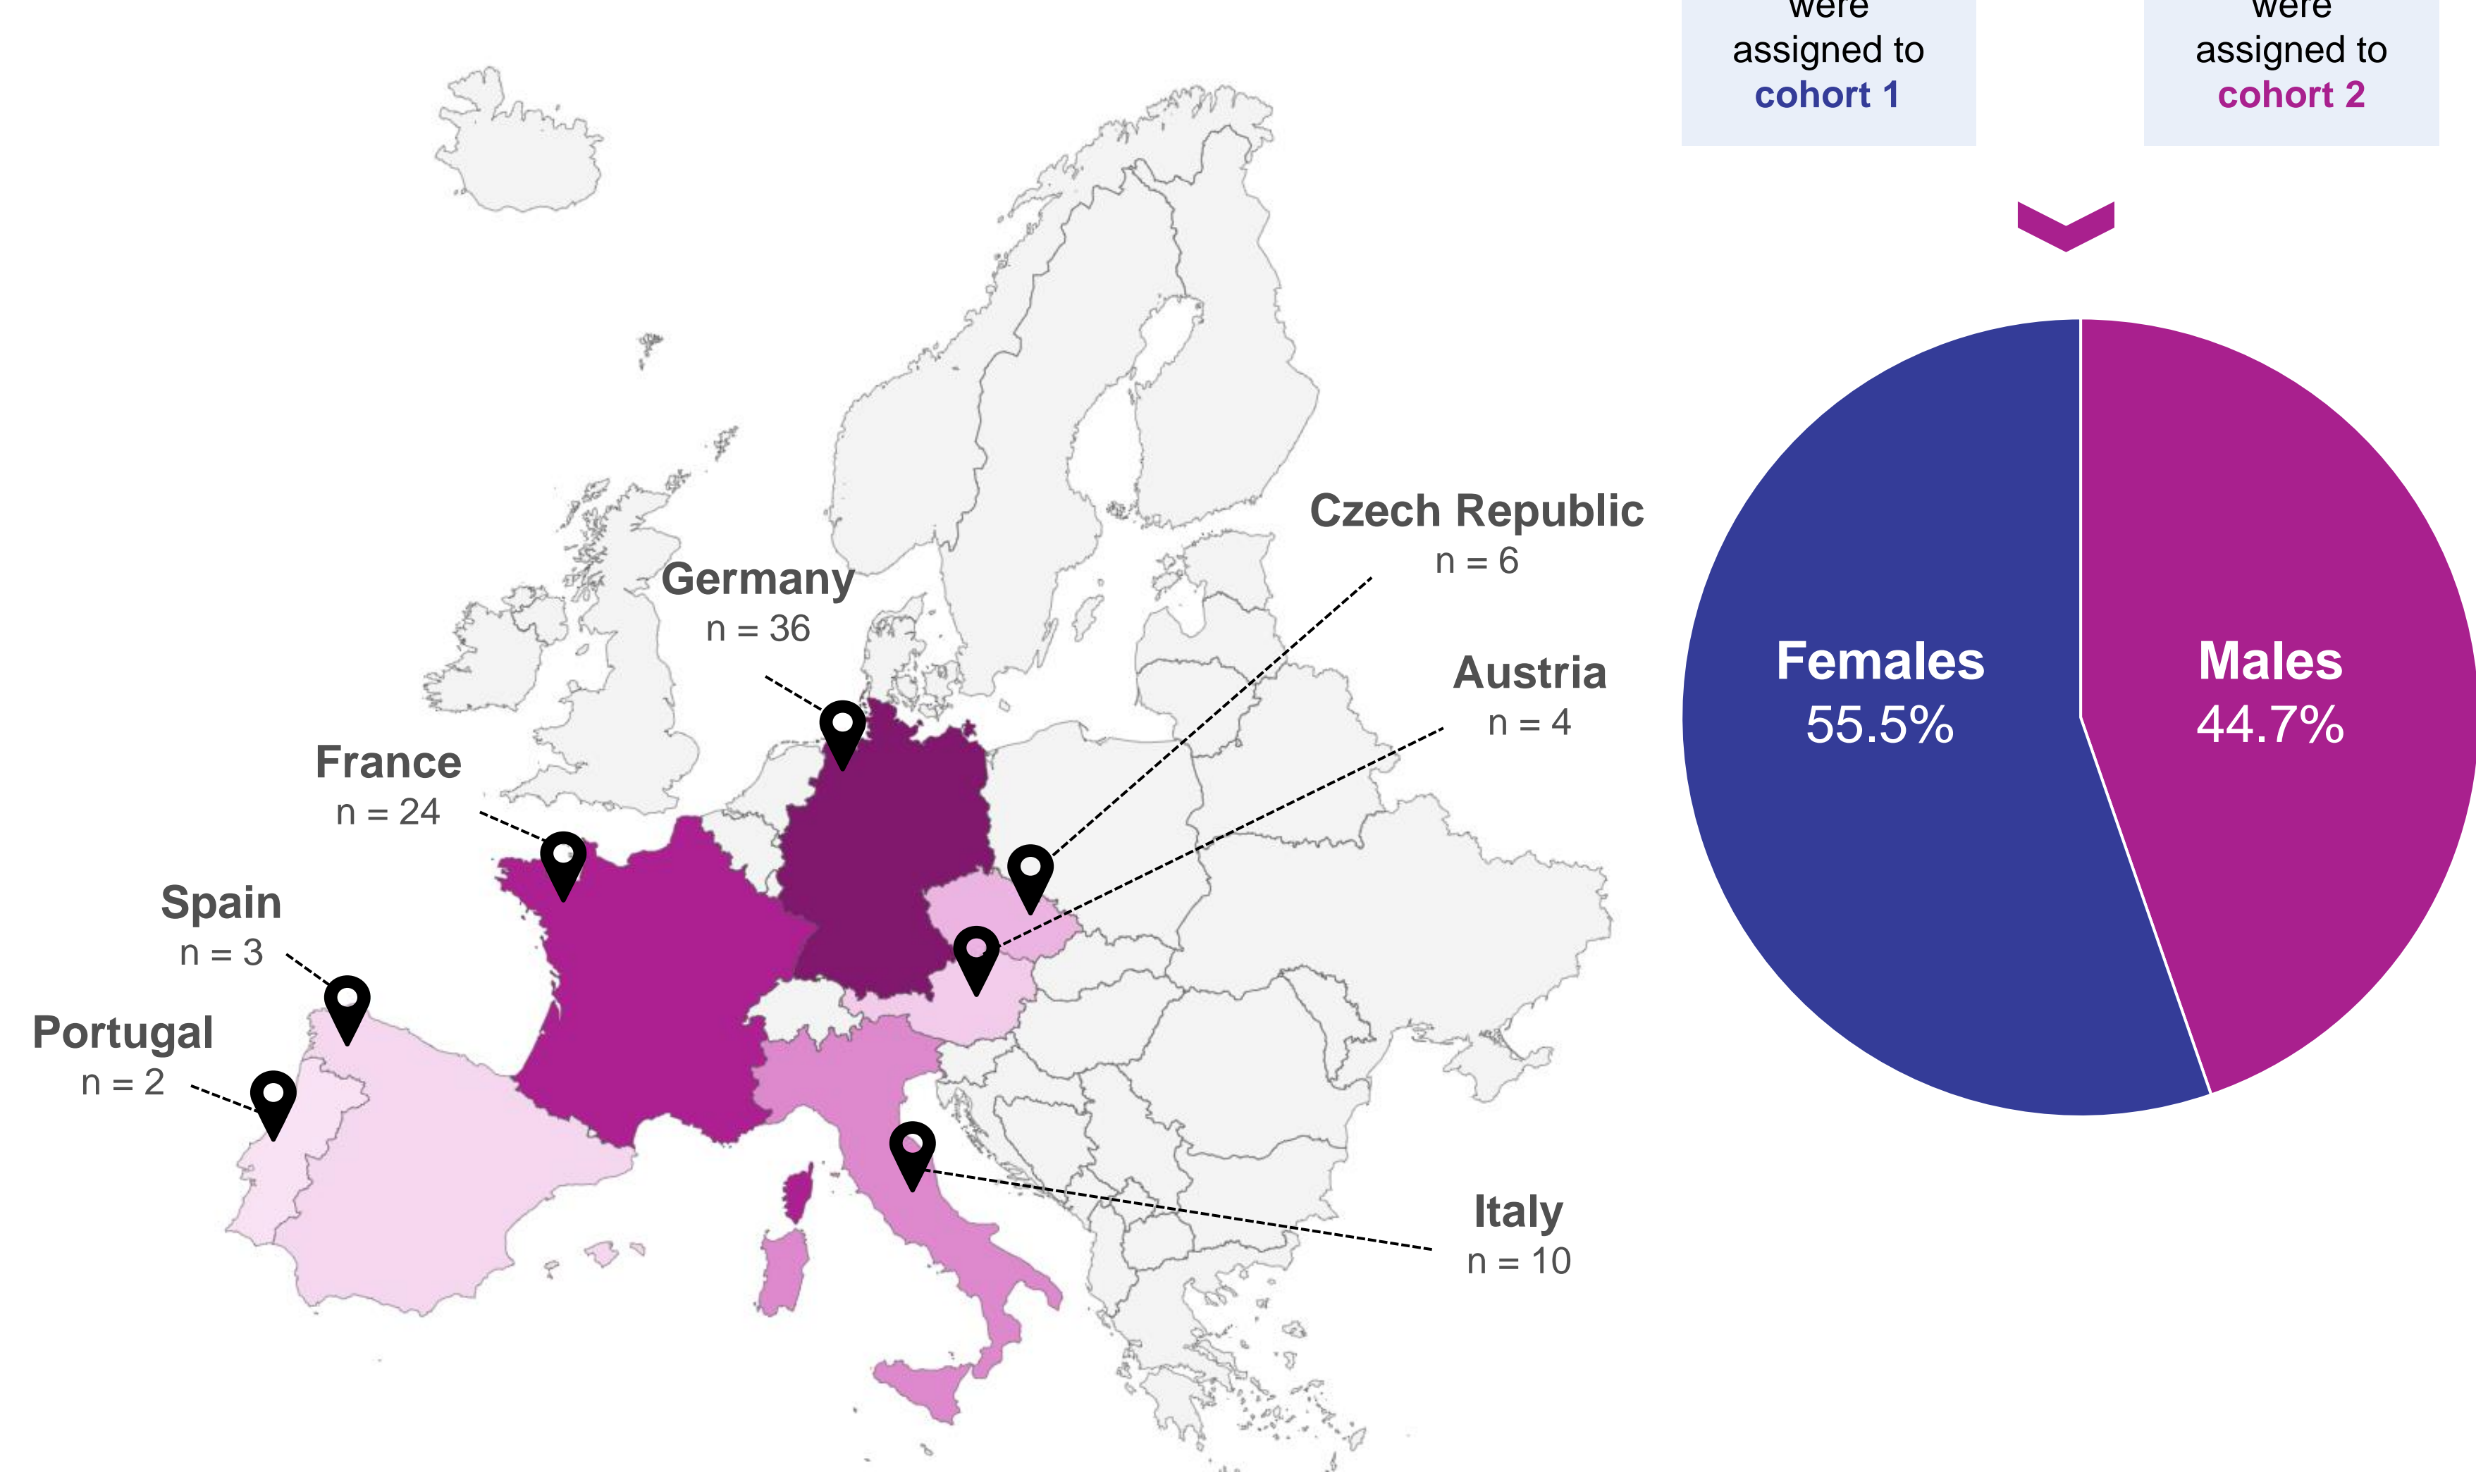 were
assigned to
cohort 1
were
assigned to
cohort 2
Czech Republic
n = 6
Germany
n = 36
Austria
n = 4
France
n = 24
Spain
n = 3
Portugal
n = 2
Italy
n = 10
Females
55.5%
Males
44.7%